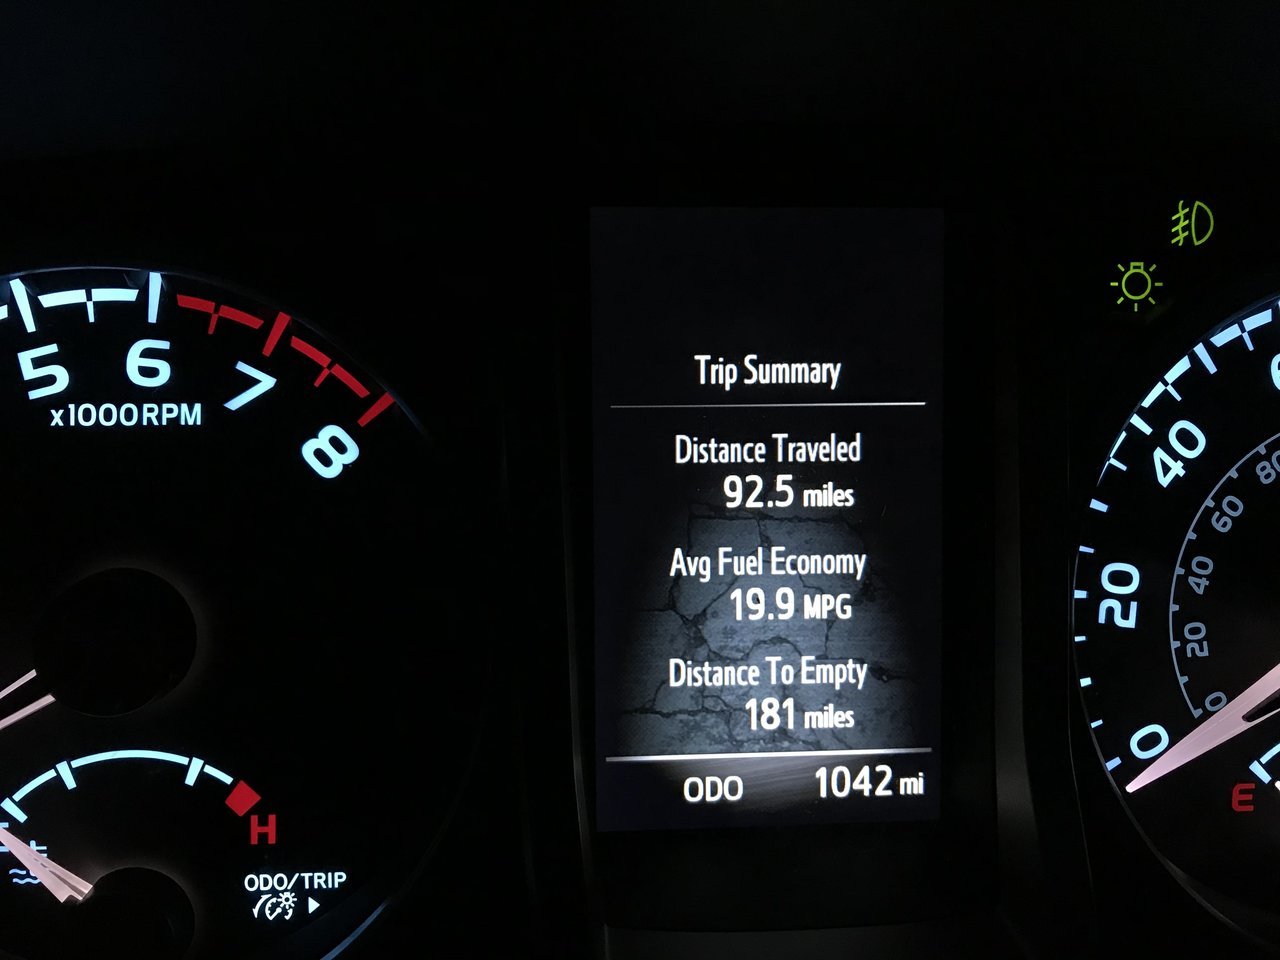 5
6
7
8
x1000RPM
H
ODO/TRIP
Trip Summary
Distance Traveled
92.5 miles
Avg Fuel Economy
19.9 MPG
Distance To Empty
181 miles
ODO 1042 mi
40
20
0
80
60
40
20
0
E